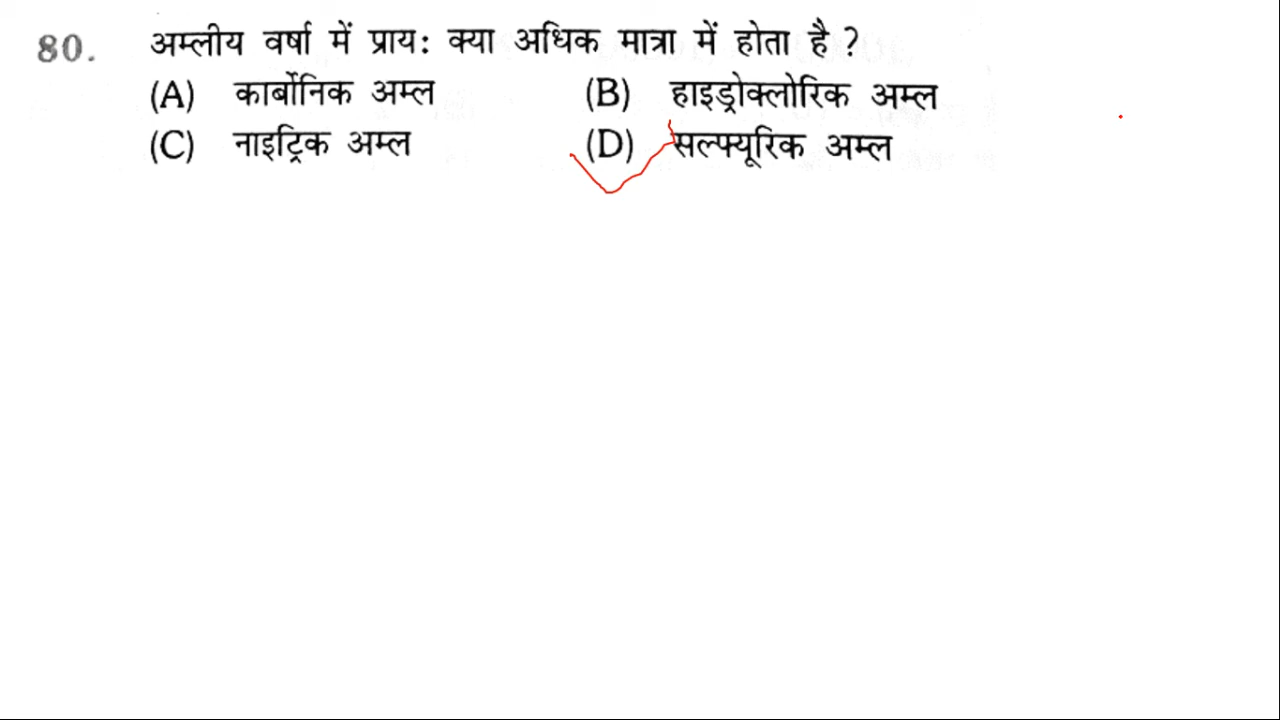 80. अम्लीय वर्षा में प्राय: क्या अधिक मात्रा में होता है ?
(A) कार्बोनिक अम्ल (B) हाइड्रोक्लोरिक अम्ल
(C) नाइट्रिक अम्ल (D) सल्फ्यूरिक अम्ल